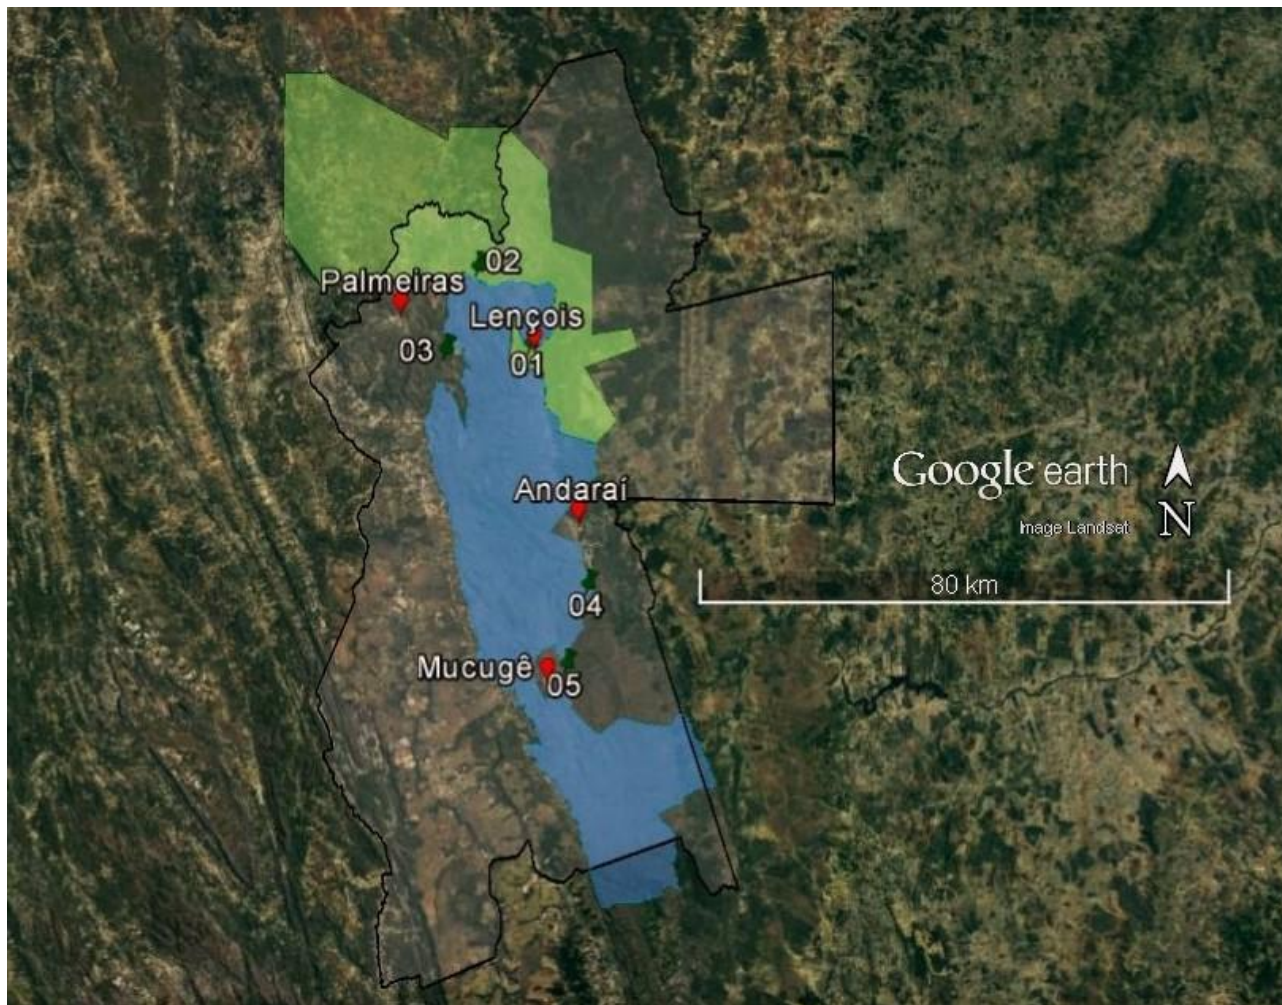 02
Palmeiras
Lençois
03
01
Google earth
Andaraí
N
Image Landsat
80 km
04
Mucugê
05